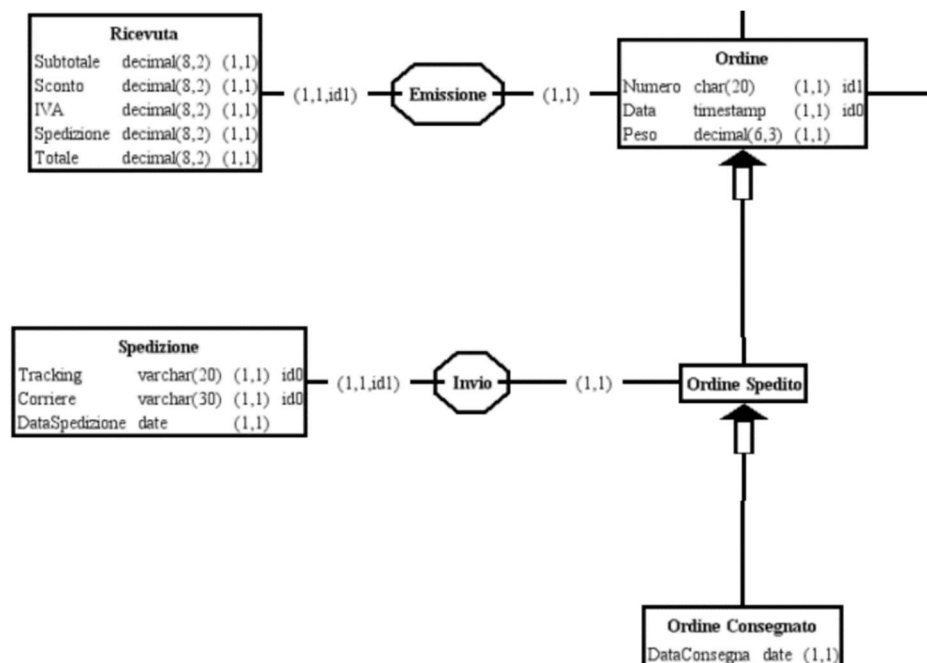 Ricevuta
Subtotale decimal(8,2) (1,1)
Sconto decimal(8,2) (1,1)
IVA decimal(8,2) (1,1)
Spedizione decimal(8,2) (1,1)
Totale decimal(8,2) (1,1)
(1,1,id1)
Emissione
(1,1)
Ordine
Numero char(20) (1,1) id1
Data timestamp (1,1) id0
Peso decimal(6,3) (1,1)
Spedizione
Tracking varchar(20) (1,1) id0
Corriere varchar(30) (1,1) id0
DataSpedizione date (1,1)
(1,1,id1)
Invio
(1,1)
Ordine Spedito
Ordine Consegnato
DataConsegna date (1,1)